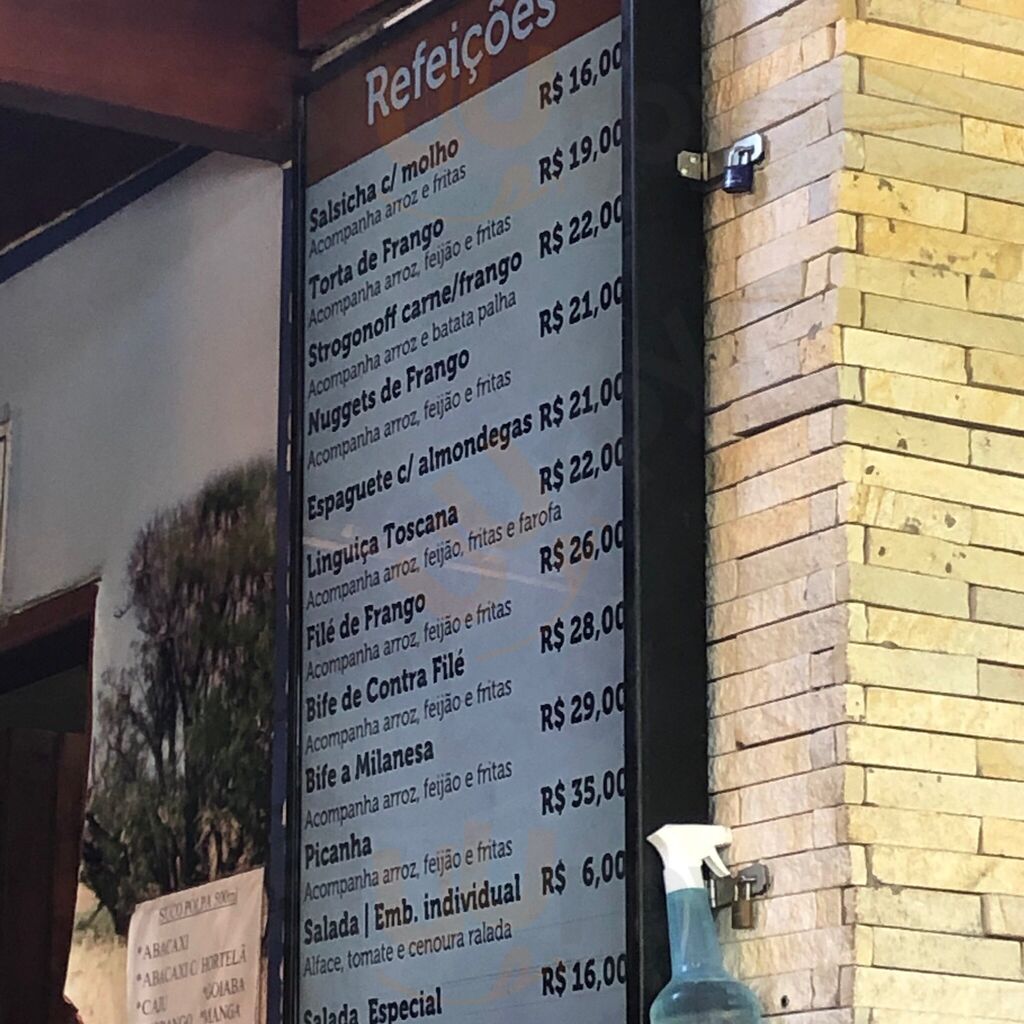 Refeições
Salsicha c/ molho R$ 16,00
Acompanha arroz e fritas
Torta de Frango R$ 19,00
Acompanha arroz, feijão e fritas
Strogonoff carne/frango R$ 22,00
Acompanha arroz e batata palha
Nuggets de Frango R$ 21,00
Acompanha arroz, feijão e fritas
Espaguete c/ almondegas R$ 21,00
Linguiça Toscana R$ 22,00
Acompanha arroz, feijão, fritas e farofa
Filé de Frango R$ 26,00
Acompanha arroz, feijão e fritas
Bife de Contra Filé R$ 28,00
Acompanha arroz, feijão e fritas
Bife a Milanesa R$ 29,00
Acompanha arroz, feijão e fritas
Picanha R$ 35,00
Acompanha arroz, feijão e fritas
Salada | Emb. individual R$ 6,00
Alface, tomate e cenoura ralada
Salada Especial R$ 16,00
SUCO POLPA 500ml
*ABACAXI
*ABACAXI C/ HORTELÃ
*CAJU *GOIABA
*MANGA